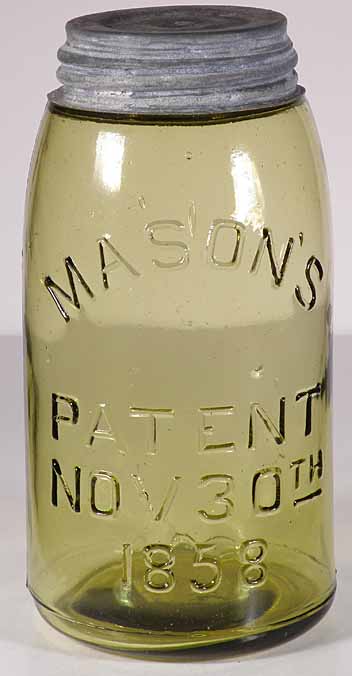 MASON'S
PATENT
NOV 30TH
1858